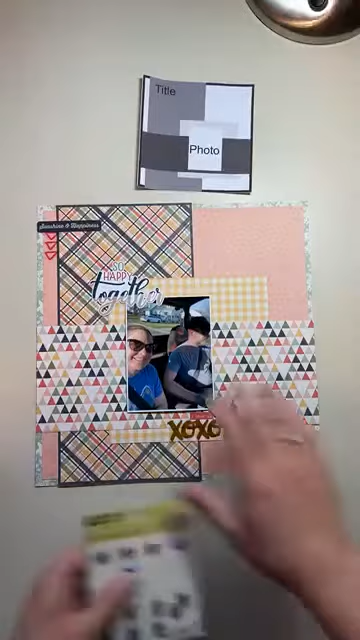 Title
Photo
Sunshine & Happiness
SO
HAPPY
together
XOXO